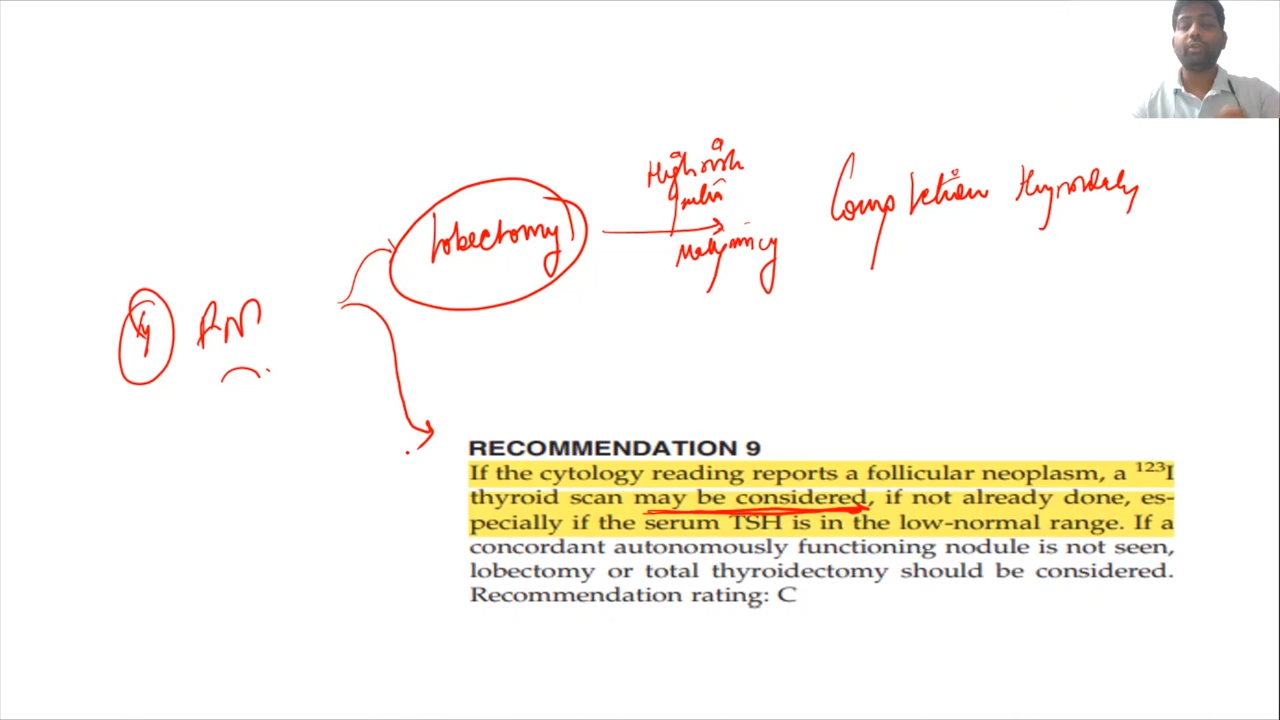 High risk
Malignancy
lobectomy
Completion Thyroidectomy
FN
RECOMMENDATION 9
If the cytology reading reports a follicular neoplasm, a ¹²³I
thyroid scan may be considered, if not already done, es-
pecially if the serum TSH is in the low-normal range. If a
concordant autonomously functioning nodule is not seen,
lobectomy or total thyroidectomy should be considered.
Recommendation rating: C